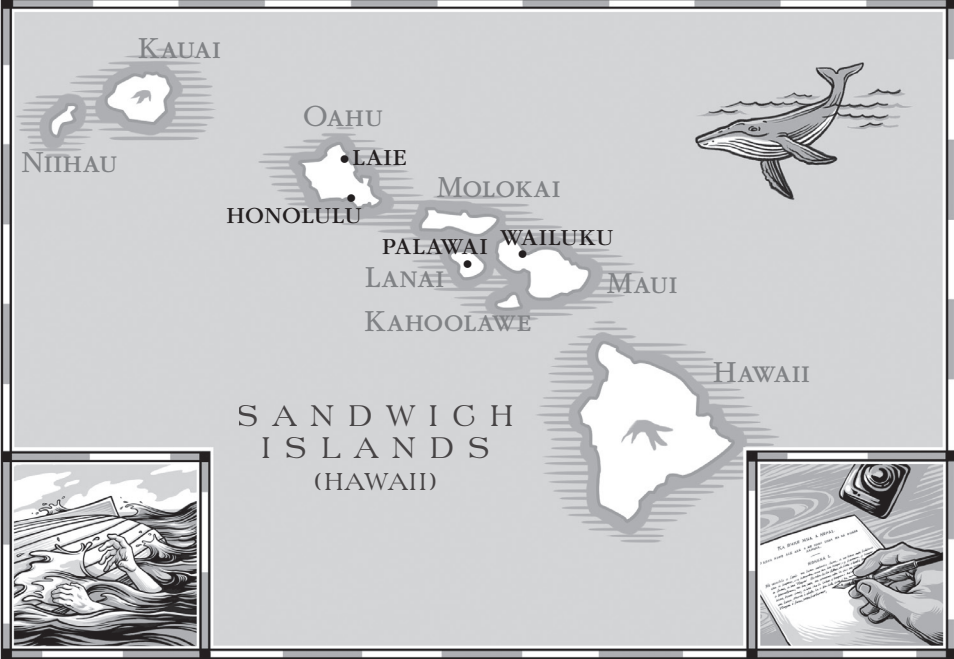 KAUAI
NIIHAU
OAHU
LAIE
HONOLULU
MOLOKAI
PALAWAI
WAILUKU
LANAI
MAUI
KAHOOLAWE
HAWAII
SANDWICH
ISLANDS
(HAWAII)